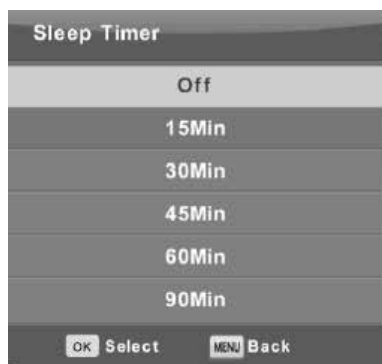 Sleep Timer
Off
15Min
30Min
45Min
60Min
90Min
OK Select MENU Back